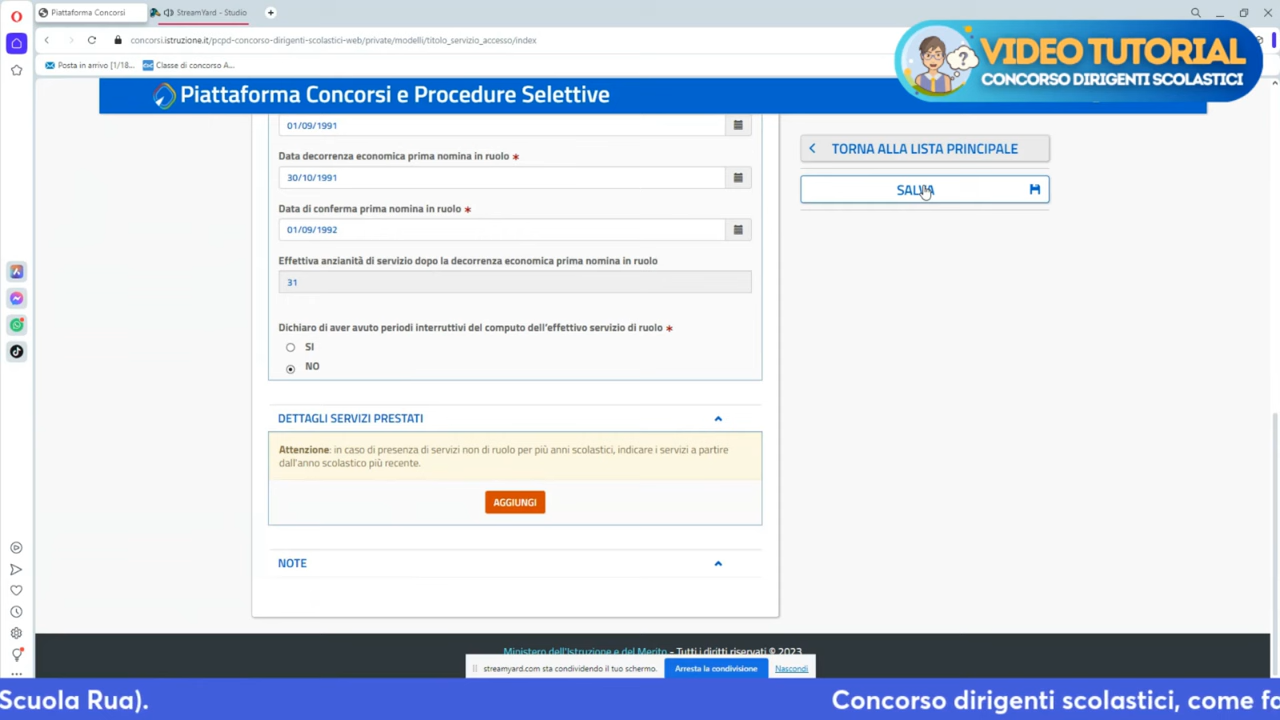 Piattaforma Concorsi
StreamYard - Studio
concorsi.istruzione.it/pcpd-concorso-dirigenti-scolastici-web/private/modelli/titolo_servizio_accesso/index
Posta in arrivo (1/18...
Classe di concorso A...
VIDEO TUTORIAL
CONCORSO DIRIGENTI SCOLASTICI
Piattaforma Concorsi e Procedure Selettive
01/09/1991
Data decorrenza economica prima nomina in ruolo *
30/10/1991
Data di conferma prima nomina in ruolo *
01/09/1992
Effettiva anzianità di servizio dopo la decorrenza economica prima nomina in ruolo
31
Dichiaro di aver avuto periodi interruttivi del computo dell'effettivo servizio di ruolo *
SI
NO
DETTAGLI SERVIZI PRESTATI
Attenzione: in caso di presenza di servizi non di ruolo per più anni scolastici, indicare i servizi a partire
dall'anno scolastico più recente.
AGGIUNGI
NOTE
TORNA ALLA LISTA PRINCIPALE
SALVA
Ministero dell'Istruzione e del Merito - Tutti i diritti riservati © 2023
streamyard.com sta condividendo il tuo schermo.
Arresta la condivisione
Nascondi
Scuola Rua).
Concorso dirigenti scolastici, come fa